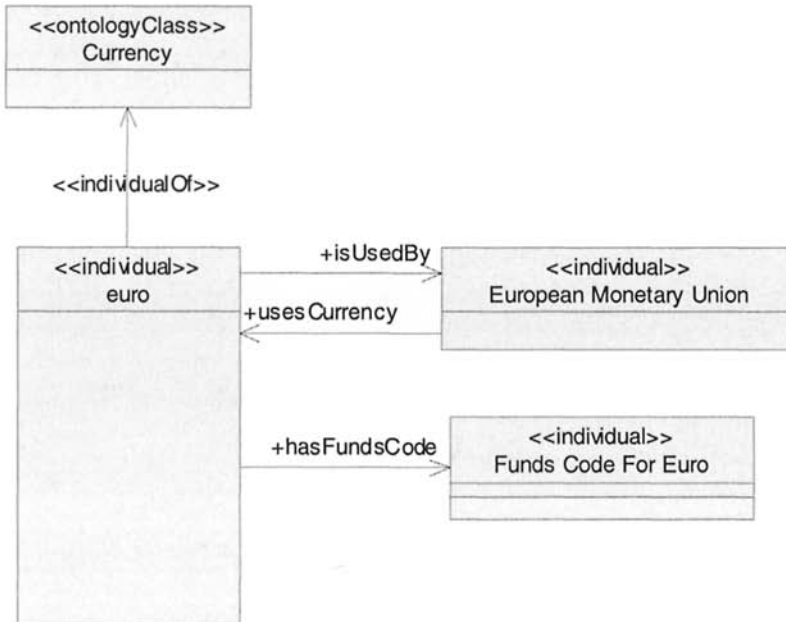 <<ontologyClass>>
Currency
<<individualOf>>
<<individual>>
euro
+isUsedBy
+usesCurrency
<<individual>>
European Monetary Union
+hasFundsCode
<<individual>>
Funds Code For Euro